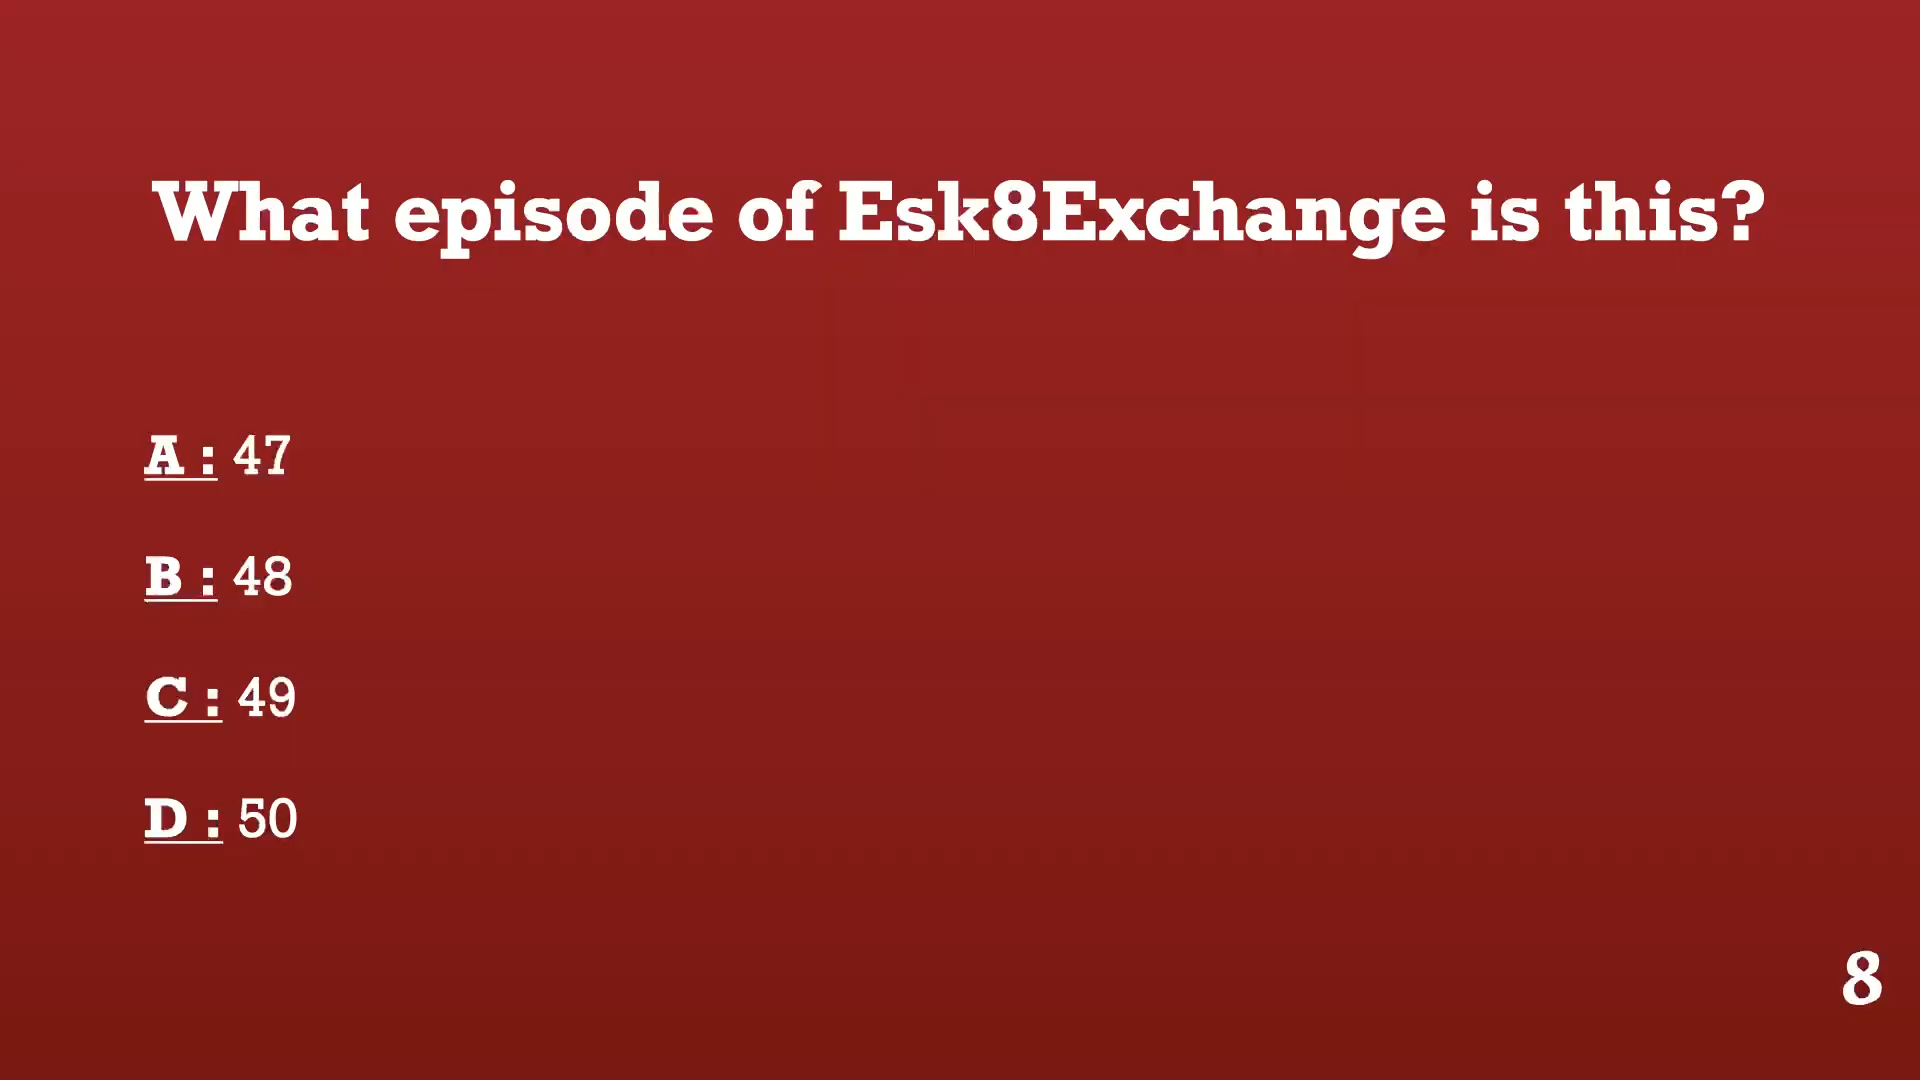 What episode of Esk8Exchange is this?
A : 47
B : 48
C : 49
D : 50
8